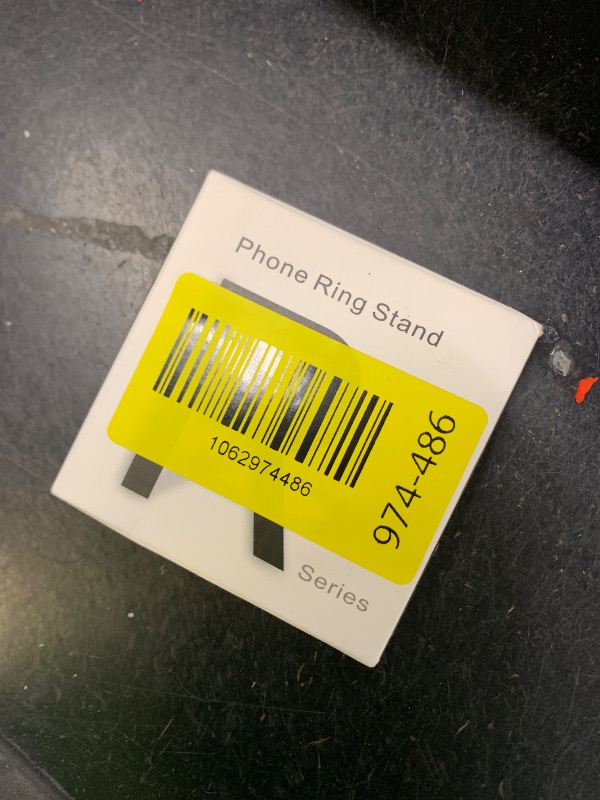 Phone Ring Stand
1062974486
974-486
R
Series